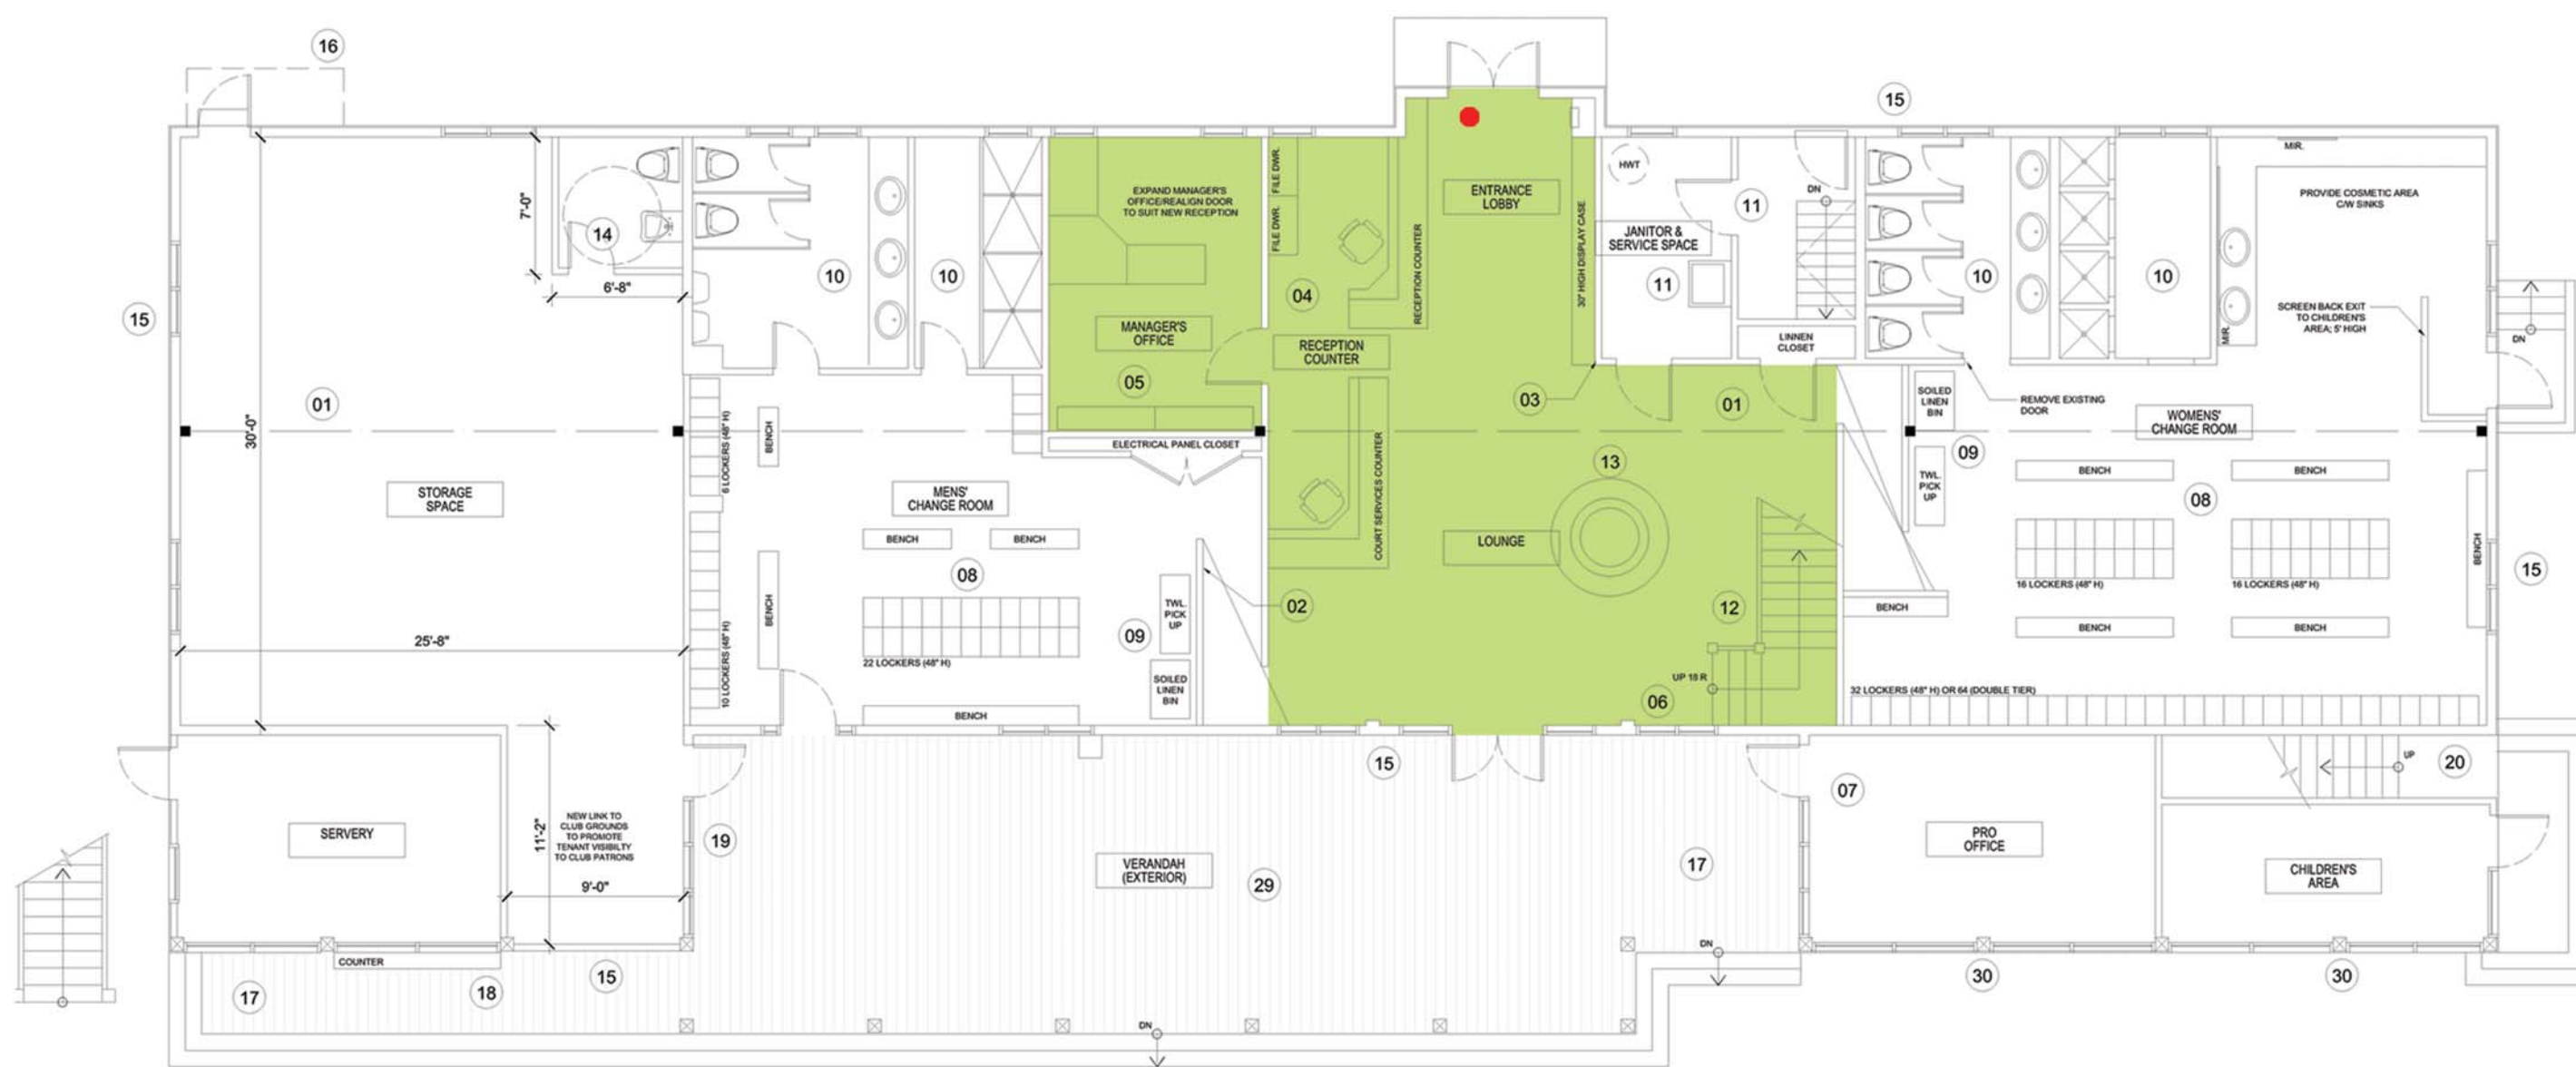 16
15
01
30'-0"
7'-0"
6'-8"
14
STORAGE
SPACE
25'-8"
10
10
6 LOCKERS (48" H)
BENCH
10 LOCKERS (48" H)
BENCH
MENS'
CHANGE ROOM
BENCH
BENCH
08
22 LOCKERS (48" H)
BENCH
09
TWL.
PICK
UP
SOILED
LINEN
BIN
02
EXPAND MANAGER'S
OFFICE/REALIGN DOOR
TO SUIT NEW RECEPTION
MANAGER'S
OFFICE
05
ELECTRICAL PANEL CLOSET
FILE DWR.
FILE DWR.
04
RECEPTION
COUNTER
RECEPTION COUNTER
COURT SERVICES COUNTER
ENTRANCE
LOBBY
30" HIGH DISPLAY CASE
03
01
13
LOUNGE
12
UP 18 R
06
HWT
JANITOR &
SERVICE SPACE
11
11
DN
LINNEN
CLOSET
15
10
10
MIR.
PROVIDE COSMETIC AREA
C/W SINKS
MIR.
SCREEN BACK EXIT
TO CHILDREN'S
AREA; 5' HIGH
DN
REMOVE EXISTING
DOOR
SOILED
LINEN
BIN
TWL.
PICK
UP
09
WOMENS'
CHANGE ROOM
BENCH
BENCH
08
16 LOCKERS (48" H)
16 LOCKERS (48" H)
BENCH
BENCH
BENCH
BENCH
15
32 LOCKERS (48" H) OR 64 (DOUBLE TIER)
SERVERY
11'-2"
NEW LINK TO
CLUB GROUNDS
TO PROMOTE
TENANT VISIBILTY
TO CLUB PATRONS
9'-0"
19
COUNTER
17
18
15
VERANDAH
(EXTERIOR)
29
15
17
DN
DN
07
PRO
OFFICE
UP
20
CHILDREN'S
AREA
30
30